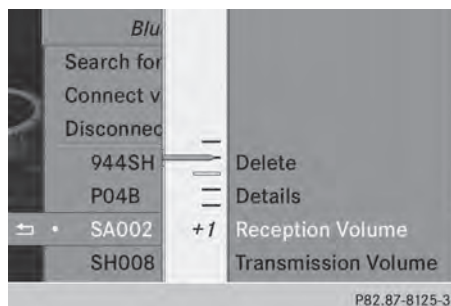 Blu
Search for
Connect v
Disconnec
944SH
P04B
SA002
SH008
+1
Delete
Details
Reception Volume
Transmission Volume
P82.87-8125-31